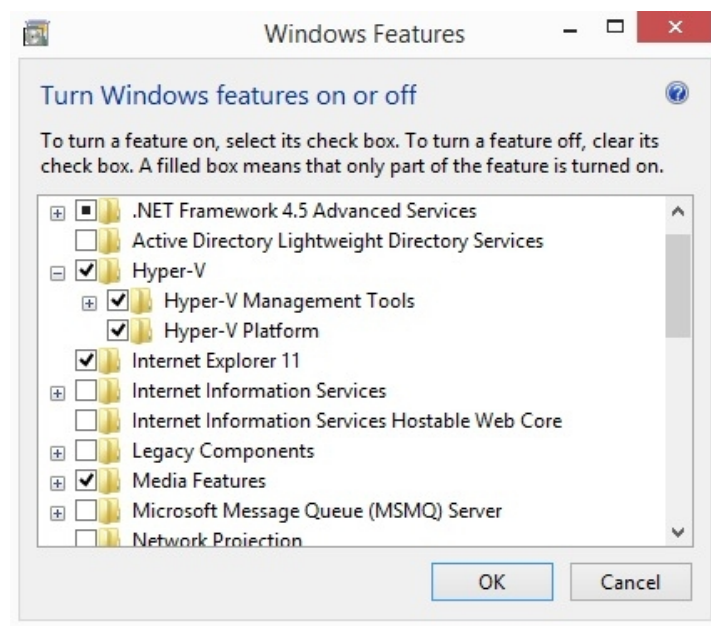 Windows Features
Turn Windows features on or off
To turn a feature on, select its check box. To turn a feature off, clear its
check box. A filled box means that only part of the feature is turned on.
.NET Framework 4.5 Advanced Services
Active Directory Lightweight Directory Services
Hyper-V
Hyper-V Management Tools
Hyper-V Platform
Internet Explorer 11
Internet Information Services
Internet Information Services Hostable Web Core
Legacy Components
Media Features
Microsoft Message Queue (MSMQ) Server
Network Projection
OK Cancel